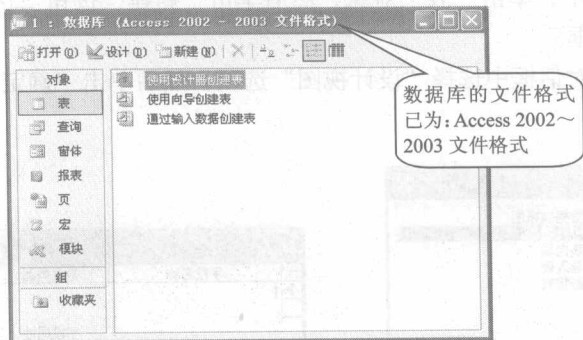 1 : 数据库 (Access 2002 - 2003 文件格式)
打开(O) 设计(D) 新建(N)
对象
表
查询
窗体
报表
页
宏
模块
组
收藏夹
使用设计器创建表
使用向导创建表
通过输入数据创建表
数据库的文件格式
已为：Access 2002～
2003 文件格式